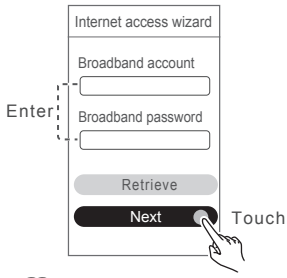 Internet access wizard
Broadband account
Enter
Broadband password
Retrieve
Next
Touch